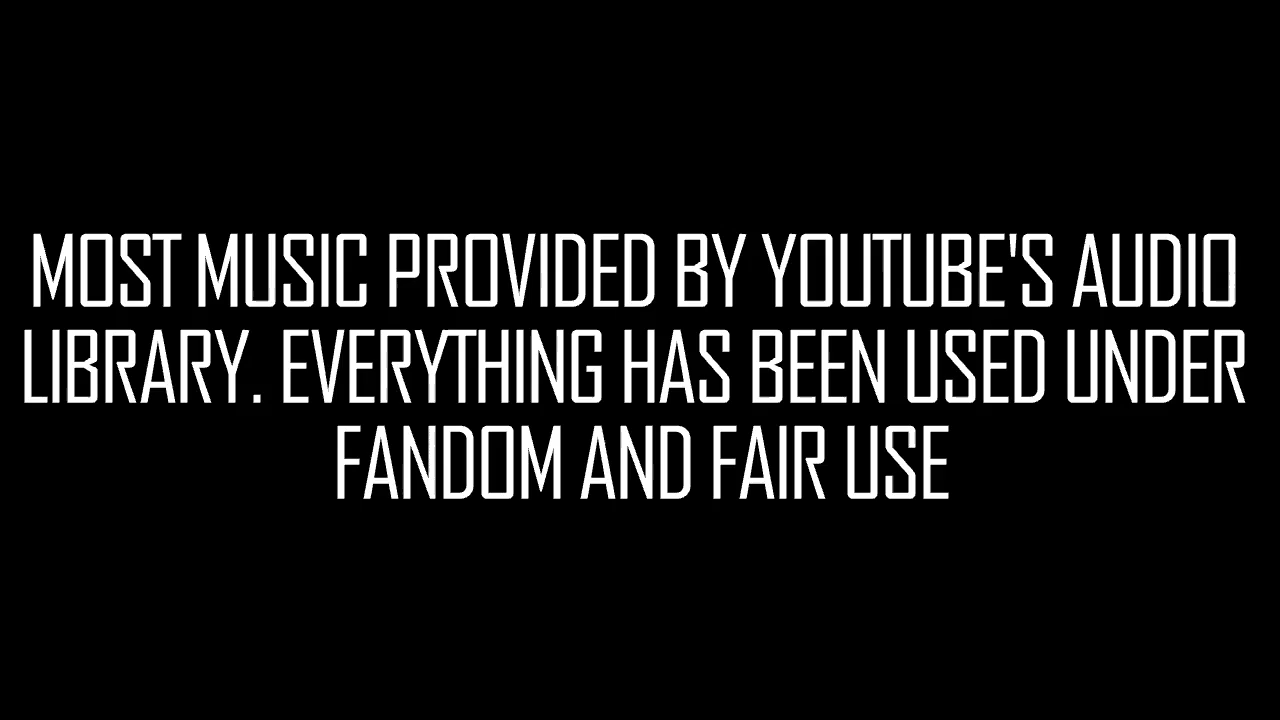 MOST MUSIC PROVIDED BY YOUTUBE'S AUDIO
LIBRARY. EVERYTHING HAS BEEN USED UNDER
FANDOM AND FAIR USE